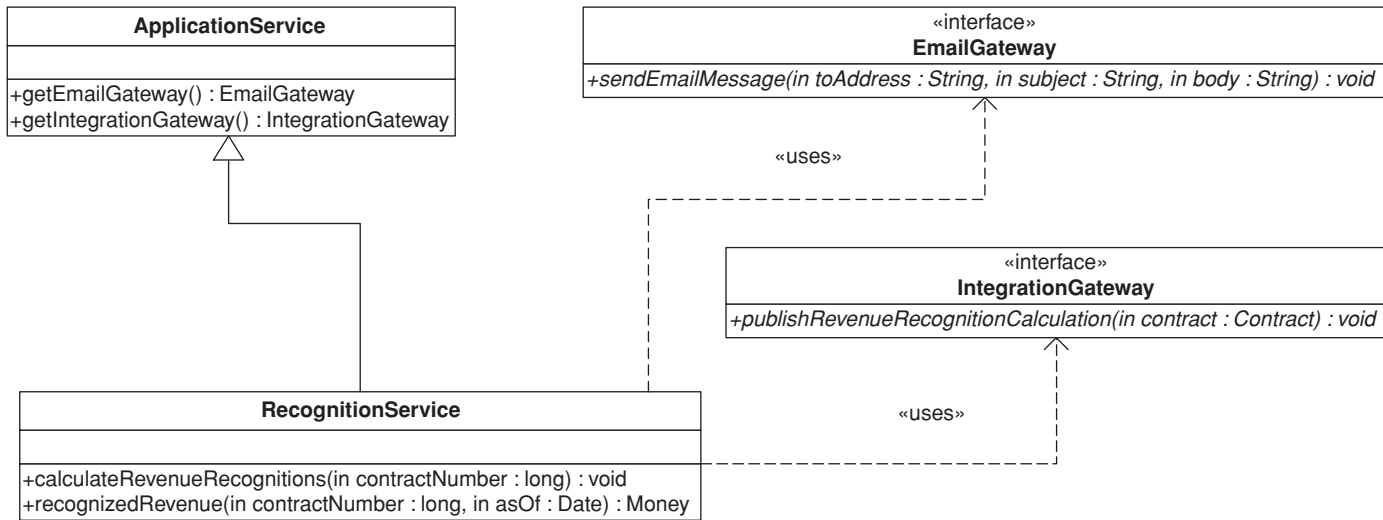 ApplicationService
+getEmailGateway() : EmailGateway
+getIntegrationGateway() : IntegrationGateway
«interface»
EmailGateway
+sendEmailMessage(in toAddress : String, in subject : String, in body : String) : void
«uses»
«interface»
IntegrationGateway
+publishRevenueRecognitionCalculation(in contract : Contract) : void
«uses»
RecognitionService
+calculateRevenueRecognitions(in contractNumber : long) : void
+recognizedRevenue(in contractNumber : long, in asOf : Date) : Money